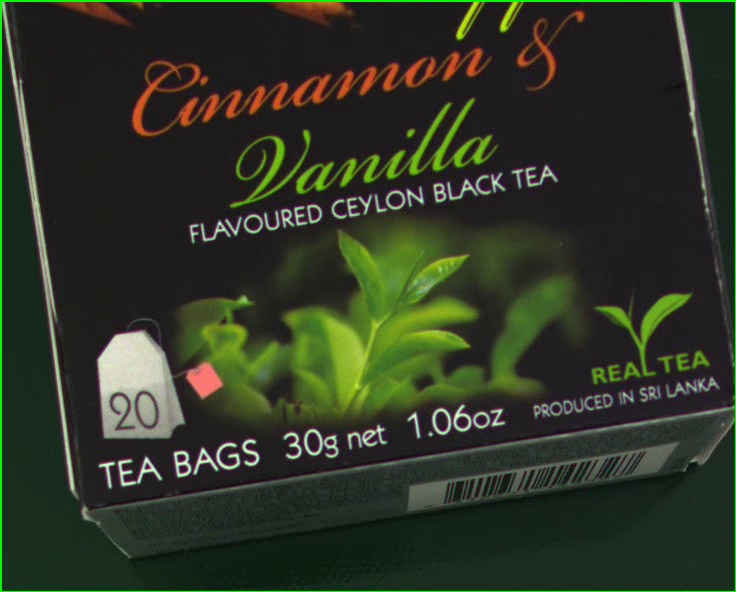 Cinnamon &
Vanilla
FLAVOURED CEYLON BLACK TEA
20
TEA BAGS 30g net 1.06oz
REAL TEA
PRODUCED IN SRI LANKA